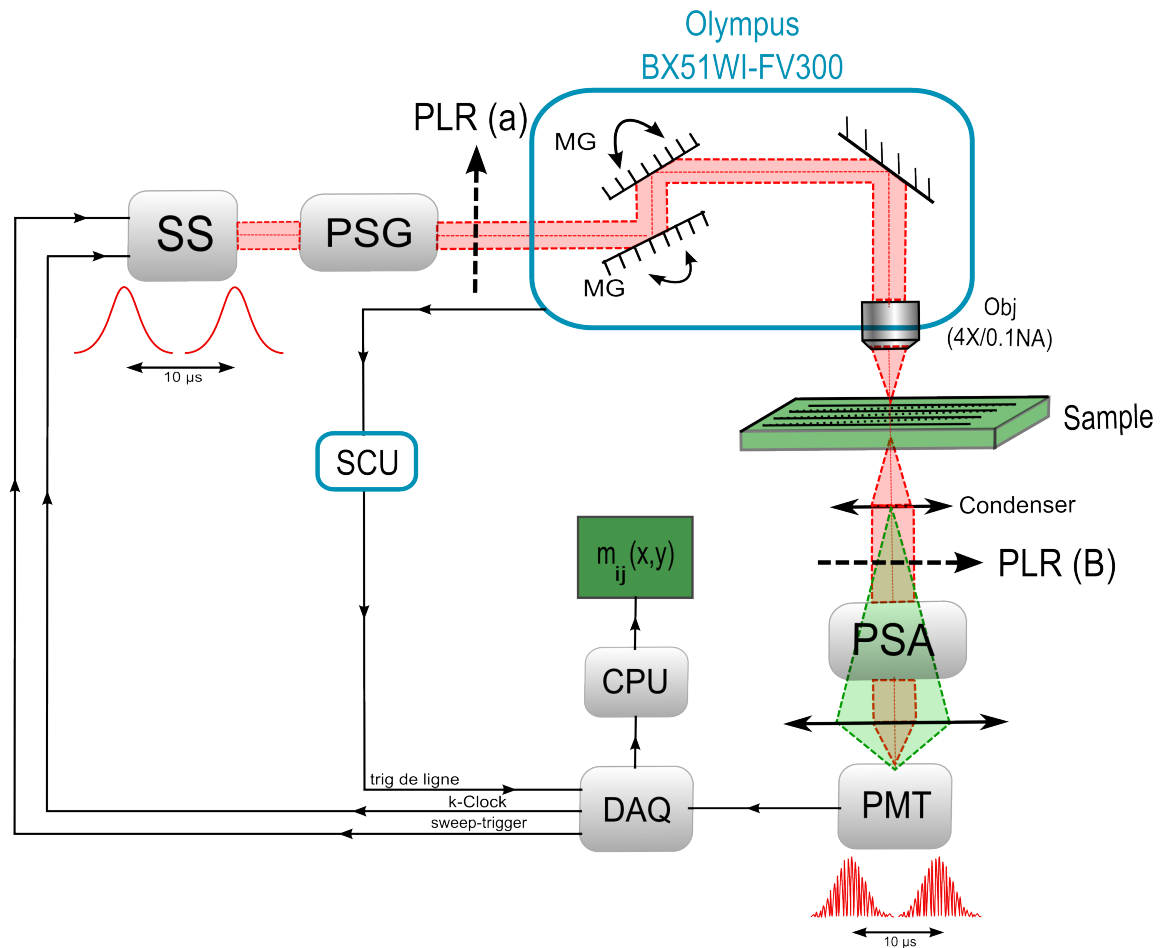 Olympus
BX51WI-FV300
PLR (a)
MG
SS
PSG
MG
Obj
(4X/0.1NA)
10 µs
Sample
SCU
Condenser
m ij (x,y)
PLR (B)
PSA
CPU
trig de ligne
k-Clock
sweep-trigger
DAQ
PMT
10 µs